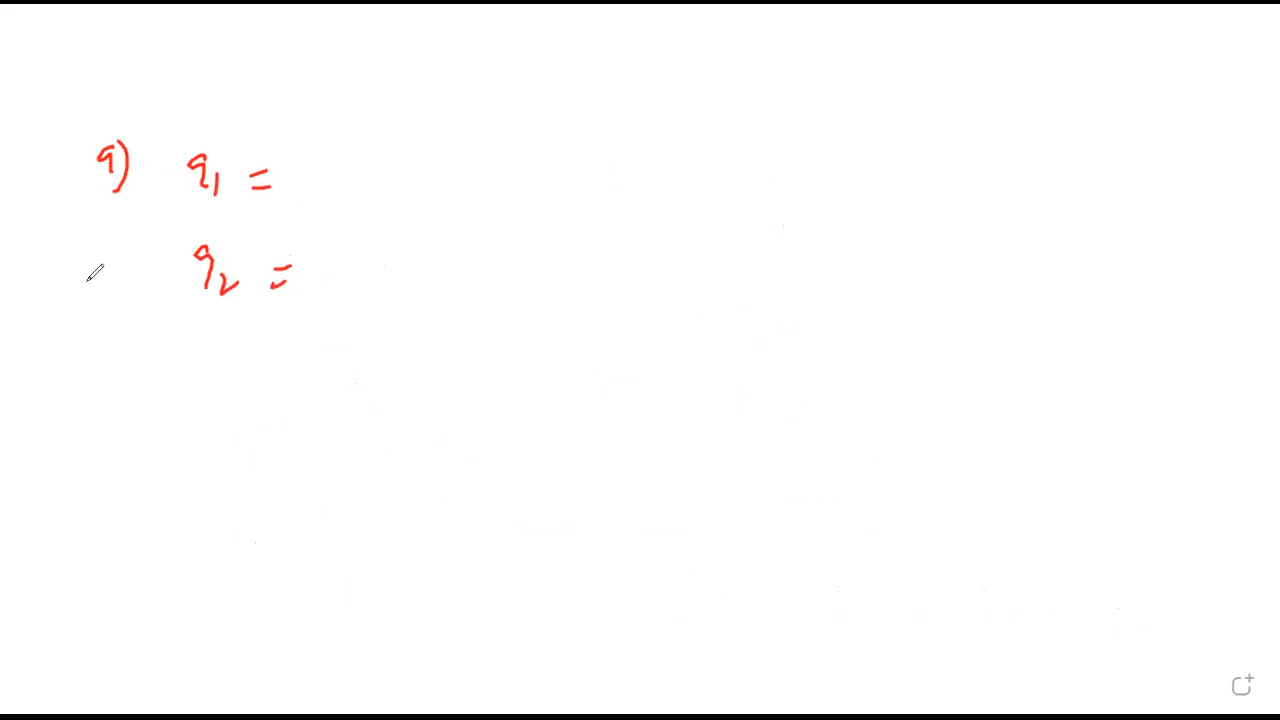 9) q₁ =
q₂ =